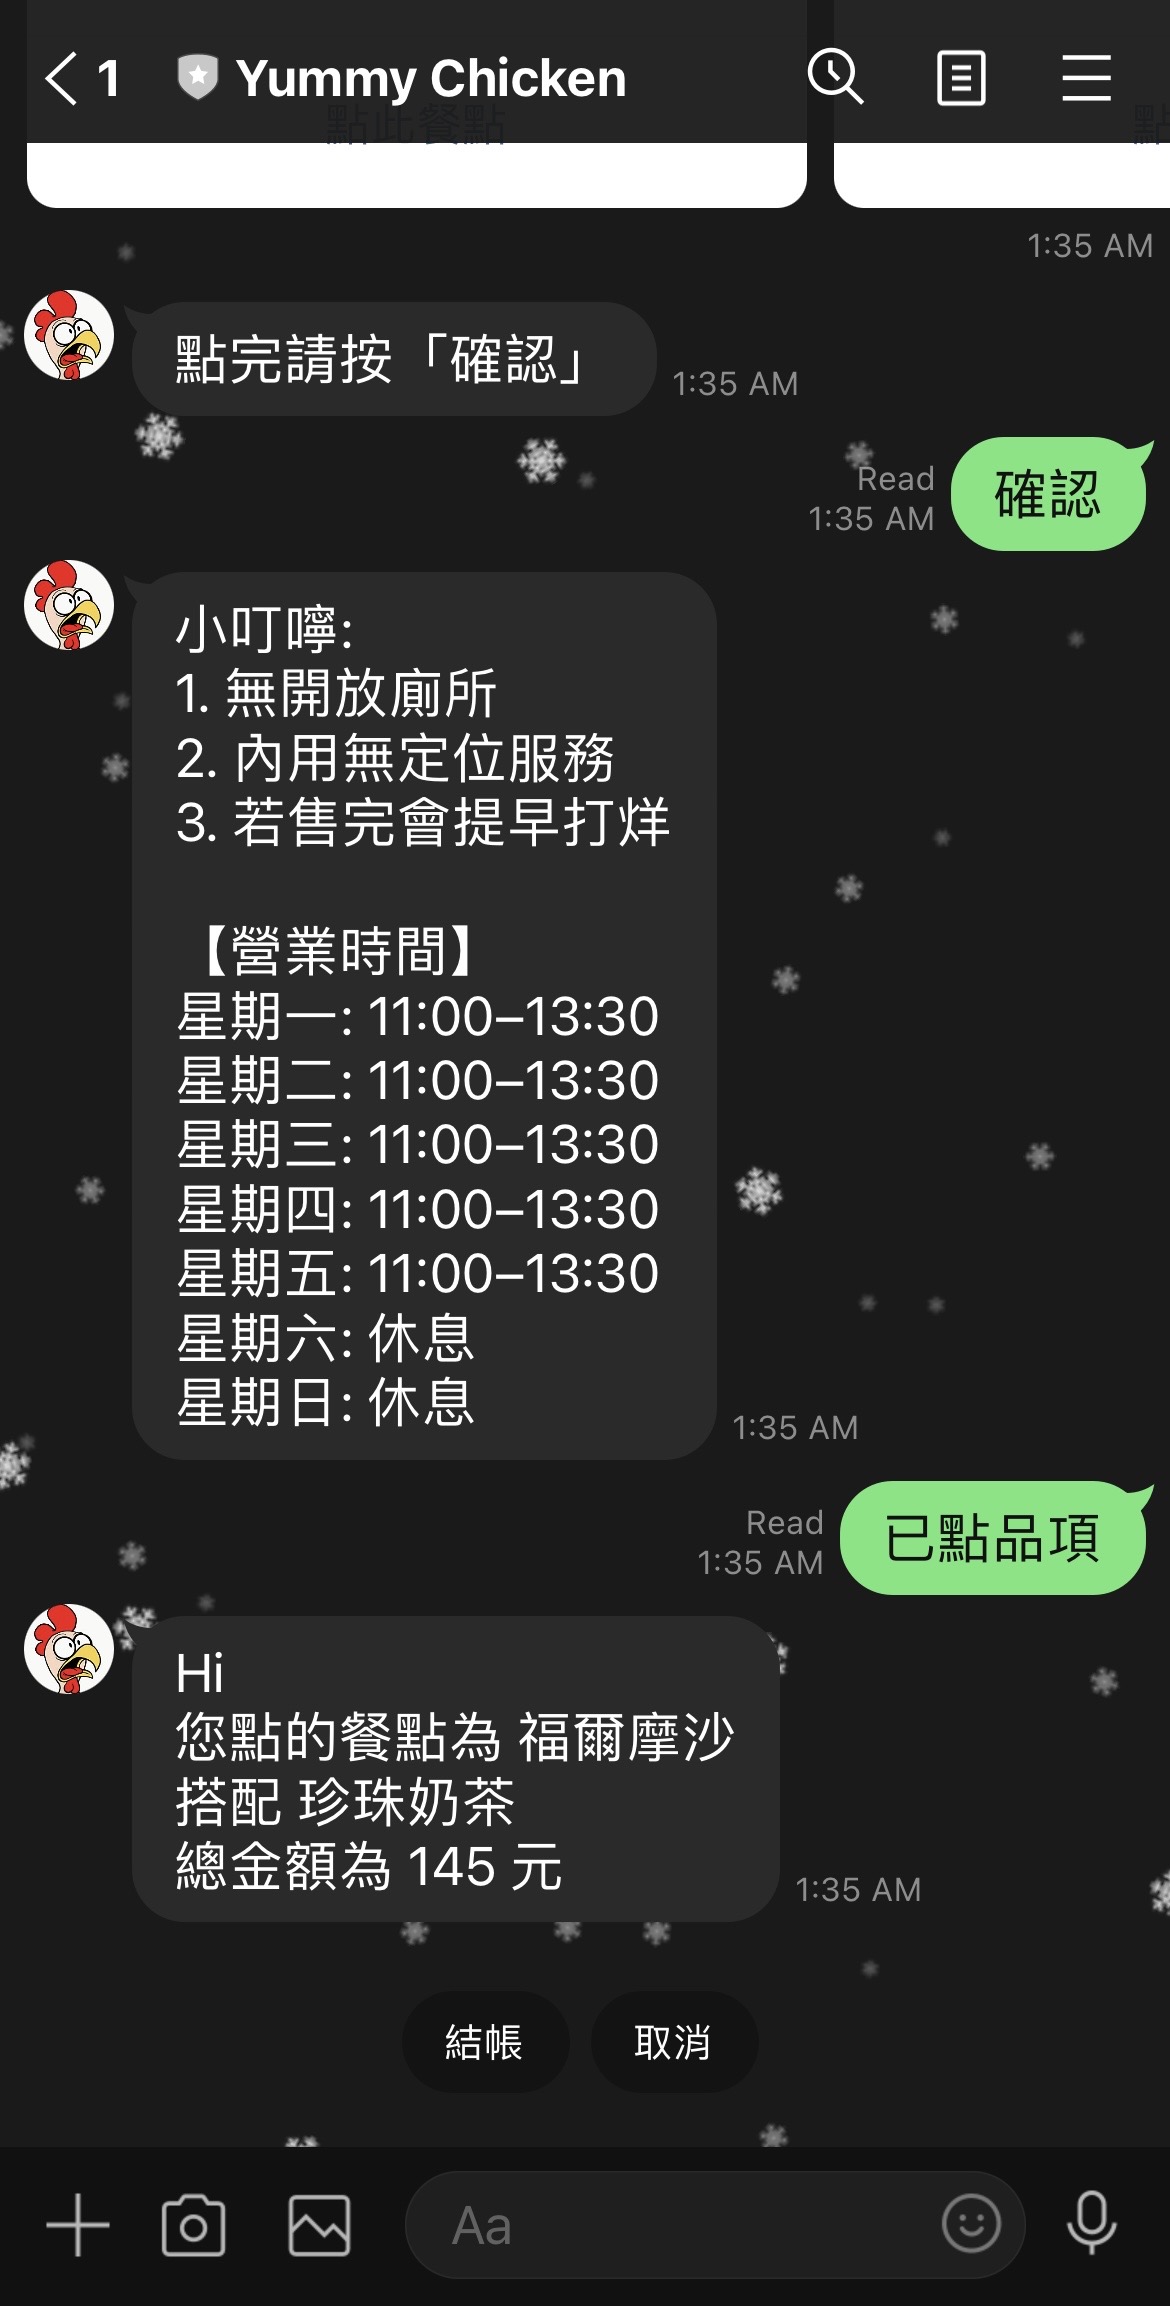 1
Yummy Chicken
點此餐點
點
1:35 AM
點完請按「確認」
1:35 AM
Read
1:35 AM
確認
小叮嚀:
1. 無開放廁所
2. 內用無定位服務
3. 若售完會提早打烊
【營業時間】
星期一: 11:00–13:30
星期二: 11:00–13:30
星期三: 11:00–13:30
星期四: 11:00–13:30
星期五: 11:00–13:30
星期六: 休息
星期日: 休息
1:35 AM
Read
1:35 AM
已點品項
Hi
您點的餐點為 福爾摩沙
搭配 珍珠奶茶
總金額為 145 元
1:35 AM
結帳
取消
Aa